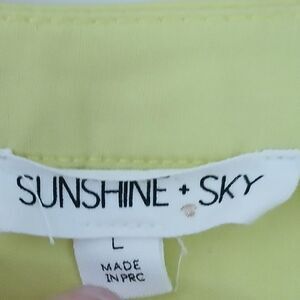 SUNSHINE + SKY
L
MADE
IN PRC